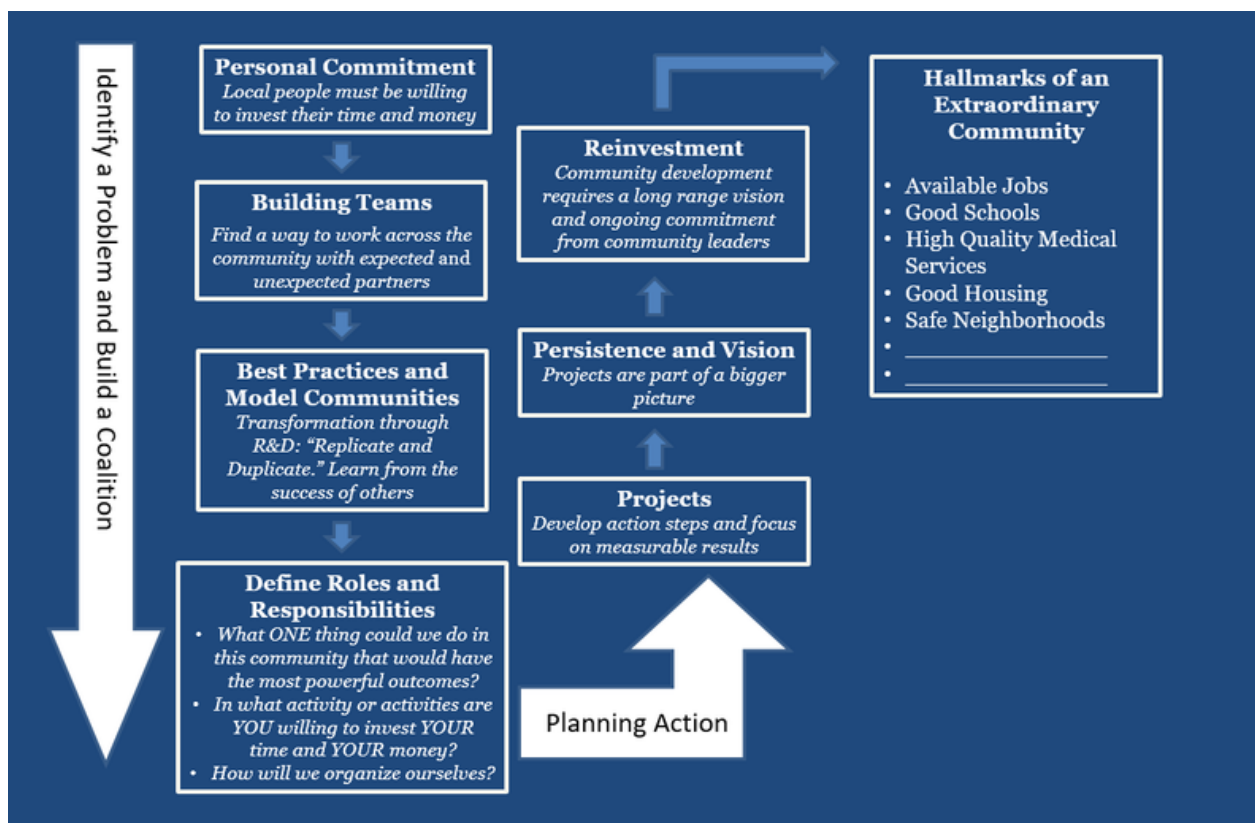 Identify a Problem and Build a Coalition
Personal Commitment
Local people must be willing
to invest their time and money
Building Teams
Find a way to work across the
community with expected and
unexpected partners
Best Practices and
Model Communities
Transformation through
R&D: “Replicate and
Duplicate.” Learn from the
success of others
Define Roles and
Responsibilities
• What ONE thing could we do in
this community that would have
the most powerful outcomes?
• In what activity or activities are
YOU willing to invest YOUR
time and YOUR money?
• How will we organize ourselves?
Planning Action
Projects
Develop action steps and focus
on measurable results
Persistence and Vision
Projects are part of a bigger
picture
Reinvestment
Community development
requires a long range vision
and ongoing commitment
from community leaders
Hallmarks of an
Extraordinary
Community
• Available Jobs
• Good Schools
• High Quality Medical
Services
• Good Housing
• Safe Neighborhoods
• ____________________
• ____________________